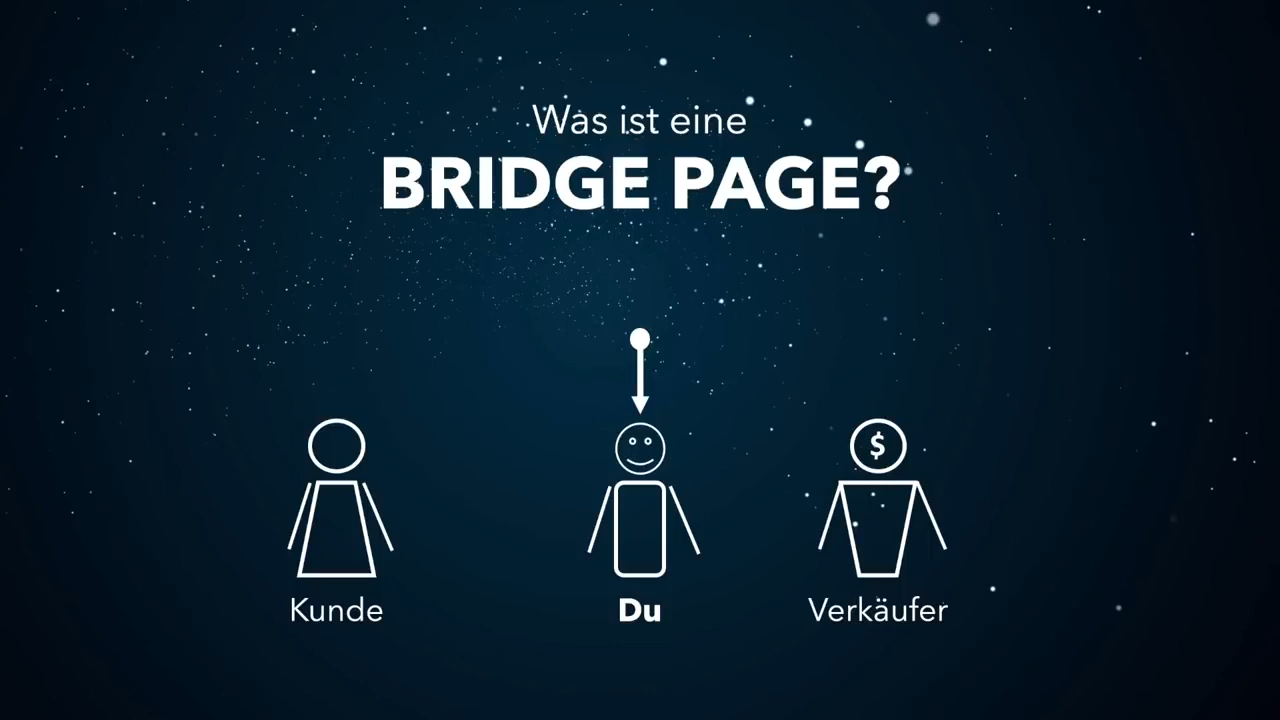 Was ist eine
BRIDGE PAGE?
$
Kunde
Du
Verkäufer